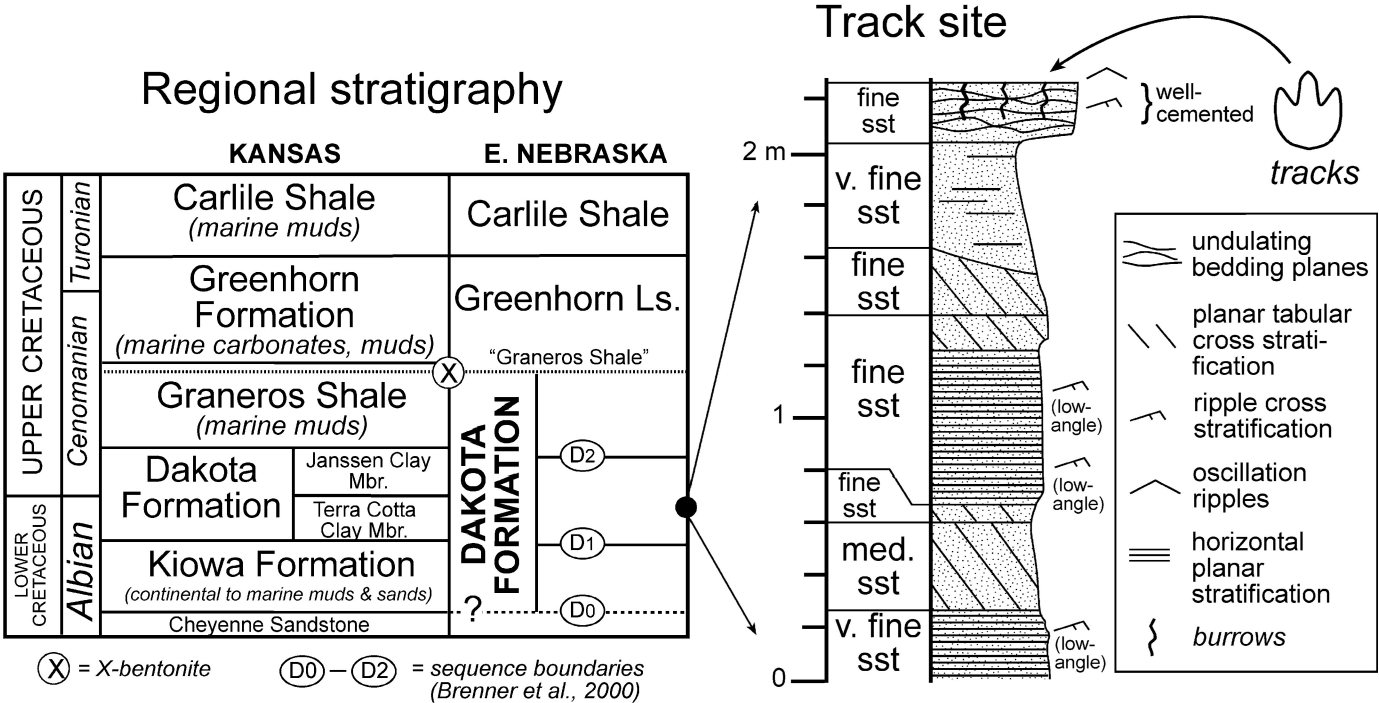 Regional stratigraphy
KANSAS
E. NEBRASKA
UPPER CRETACEOUS
LOWER
CRETACEOUS
Turonian
Cenomanian
Albian
Carlile Shale
(marine muds)
Carlile Shale
Greenhorn
Formation
(marine carbonates, muds)
Greenhorn Ls.
"Graneros Shale"
X
Graneros Shale
(marine muds)
Dakota
Formation
Janssen Clay
Mbr.
Terra Cotta
Clay Mbr.
Kiowa Formation
(continental to marine muds & sands)
Cheyenne Sandstone
DAKOTA
FORMATION
D2
D1
D0
?
X = X-bentonite
D0 – D2 = sequence boundaries
(Brenner et al., 2000)
Track site
2 m
1
0
fine
sst
v. fine
sst
fine
sst
fine
sst
fine
sst
med.
sst
v. fine
sst
well-
cemented
tracks
(low-
angle)
(low-
angle)
(low-
angle)
undulating
bedding planes
planar tabular
cross strati-
fication
ripple cross
stratification
oscillation
ripples
horizontal
planar
stratification
burrows